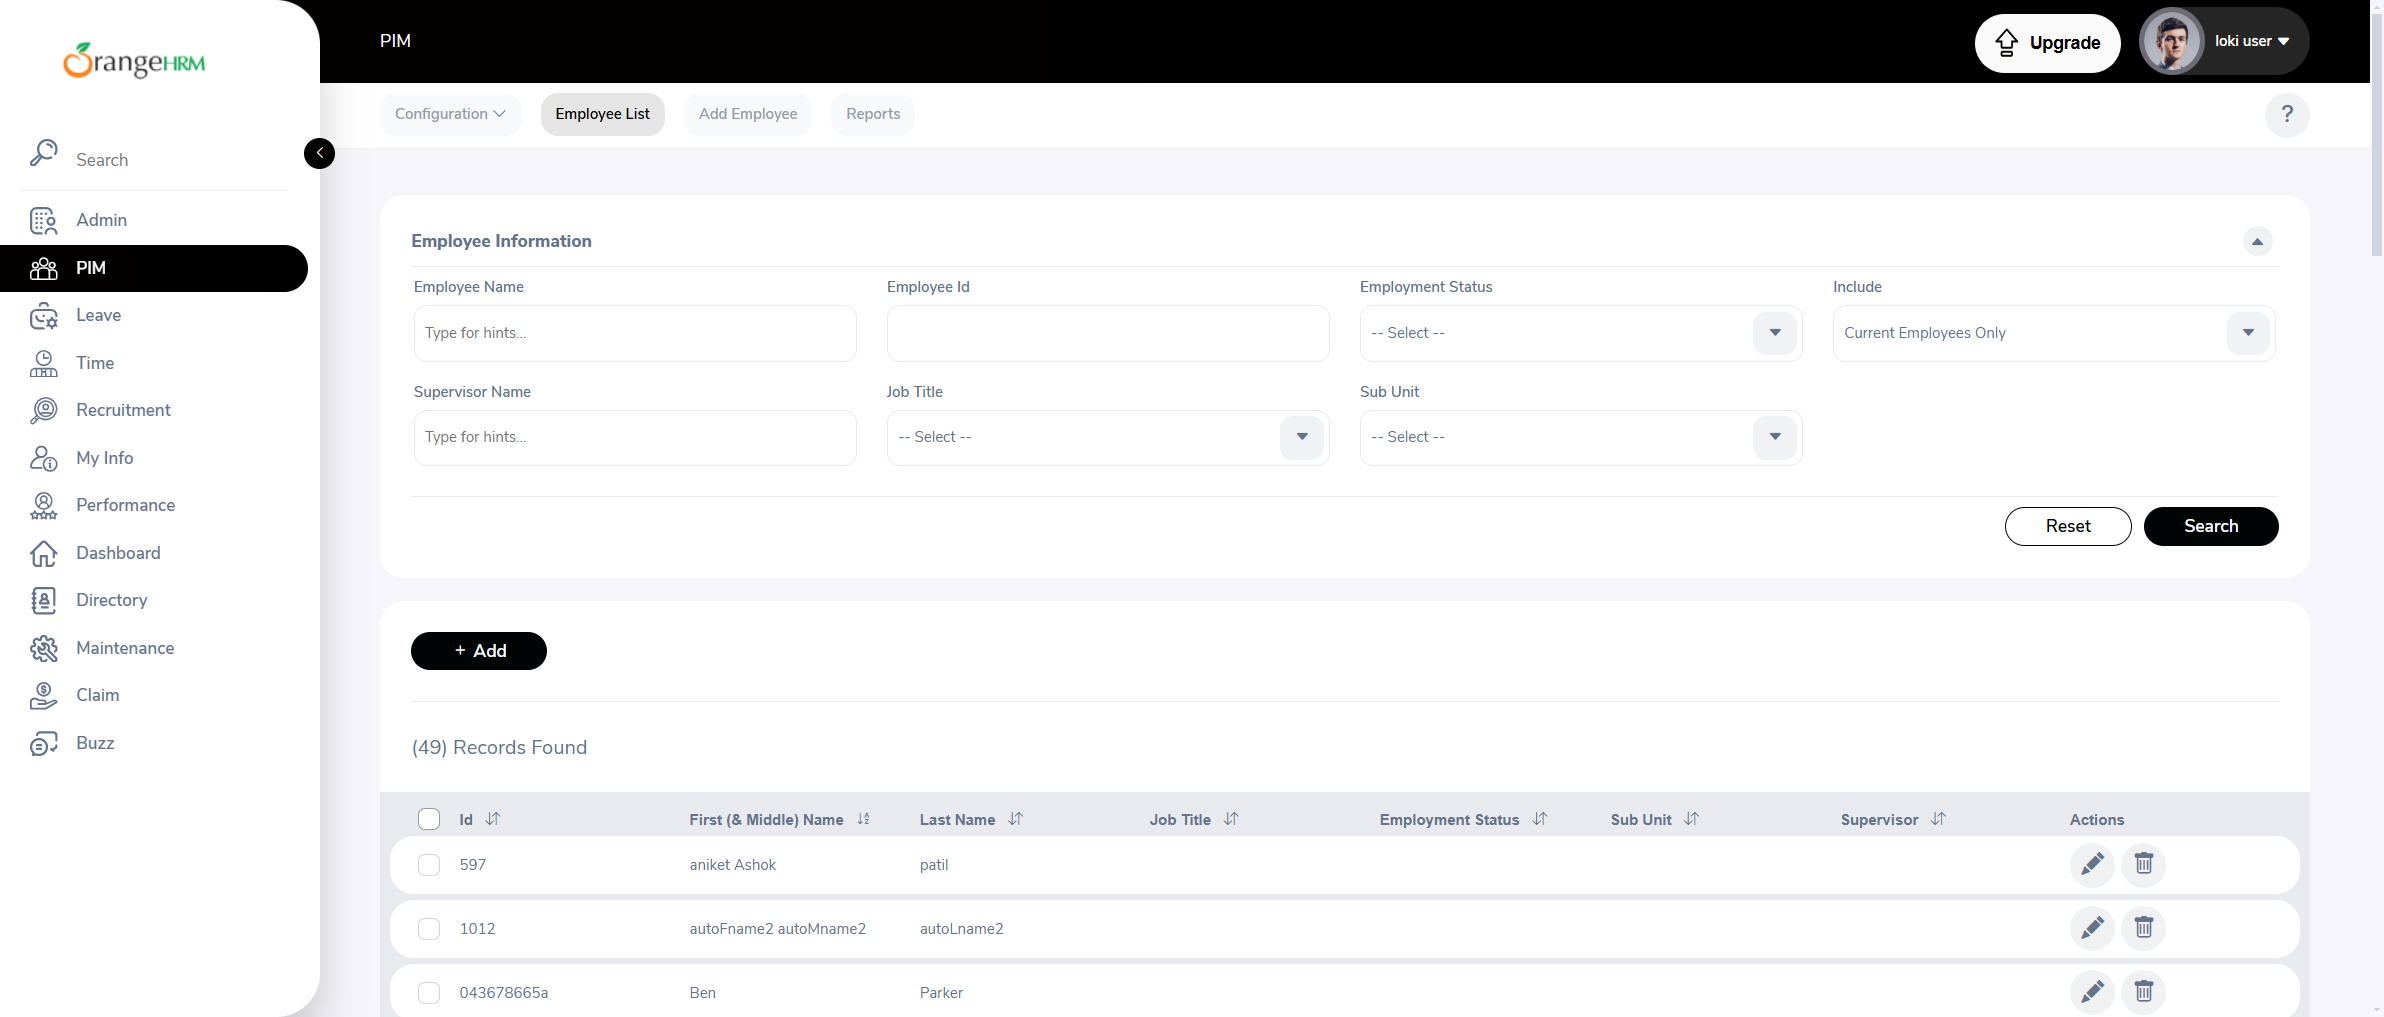 OrangeHRM
Search
Admin
PIM
Leave
Time
Recruitment
My Info
Performance
Dashboard
Directory
Maintenance
Claim
Buzz
PIM
Upgrade
loki user
Configuration
Employee List
Add Employee
Reports
?
Employee Information
Employee Name
Employee Id
Employment Status
Include
Type for hints...
-- Select --
Current Employees Only
Supervisor Name
Job Title
Sub Unit
Type for hints...
-- Select --
-- Select --
Reset
Search
+ Add
(49) Records Found
Id First (& Middle) Name Last Name Job Title Employment Status Sub Unit Supervisor Actions
597 aniket Ashok patil
1012 autoFname2 autoMname2 autoLname2
043678665a Ben Parker